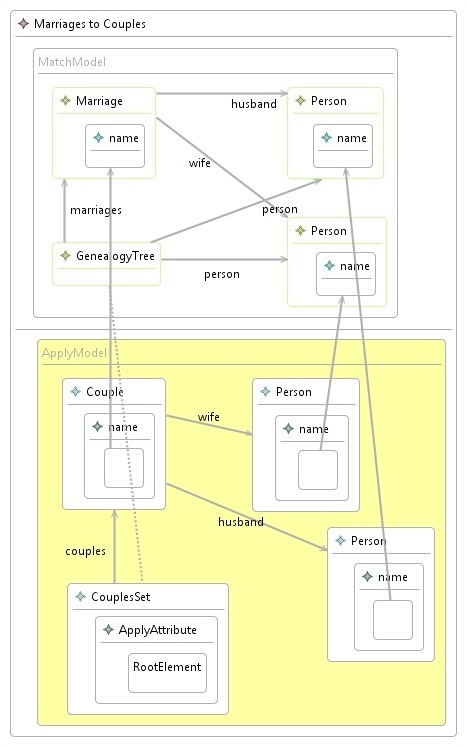 Marriages to Couples
MatchModel
Marriage
husband
Person
name
name
wife
marriages
person
Person
GenealogyTree
person
name
ApplyModel
Couple
Person
wife
name
name
husband
Person
couples
name
CouplesSet
ApplyAttribute
RootElement